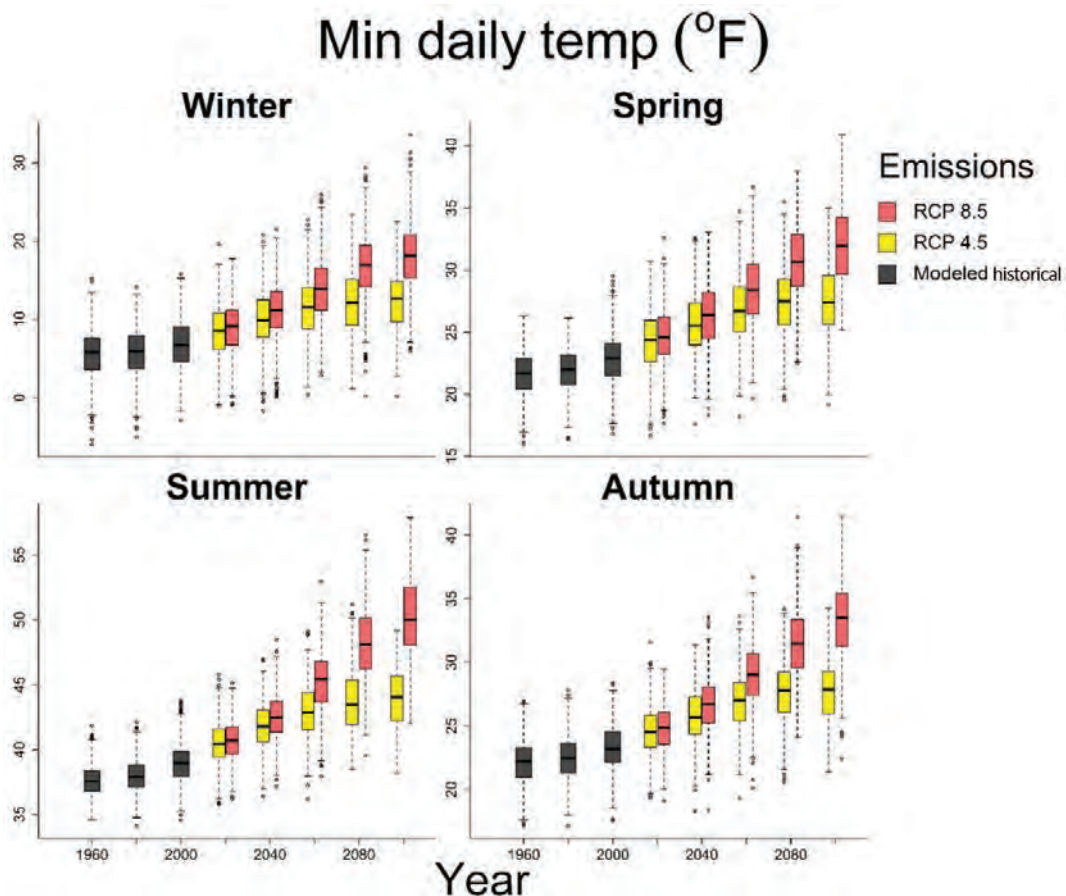 Min daily temp (°F)
Winter
Spring
30
20
10
0
40
35
30
25
20
15
Emissions
RCP 8.5
RCP 4.5
Modeled historical
Summer
Autumn
55
50
45
40
35
40
35
30
25
20
1960 2000 2040 2080
1960 2000 2040 2080
Year